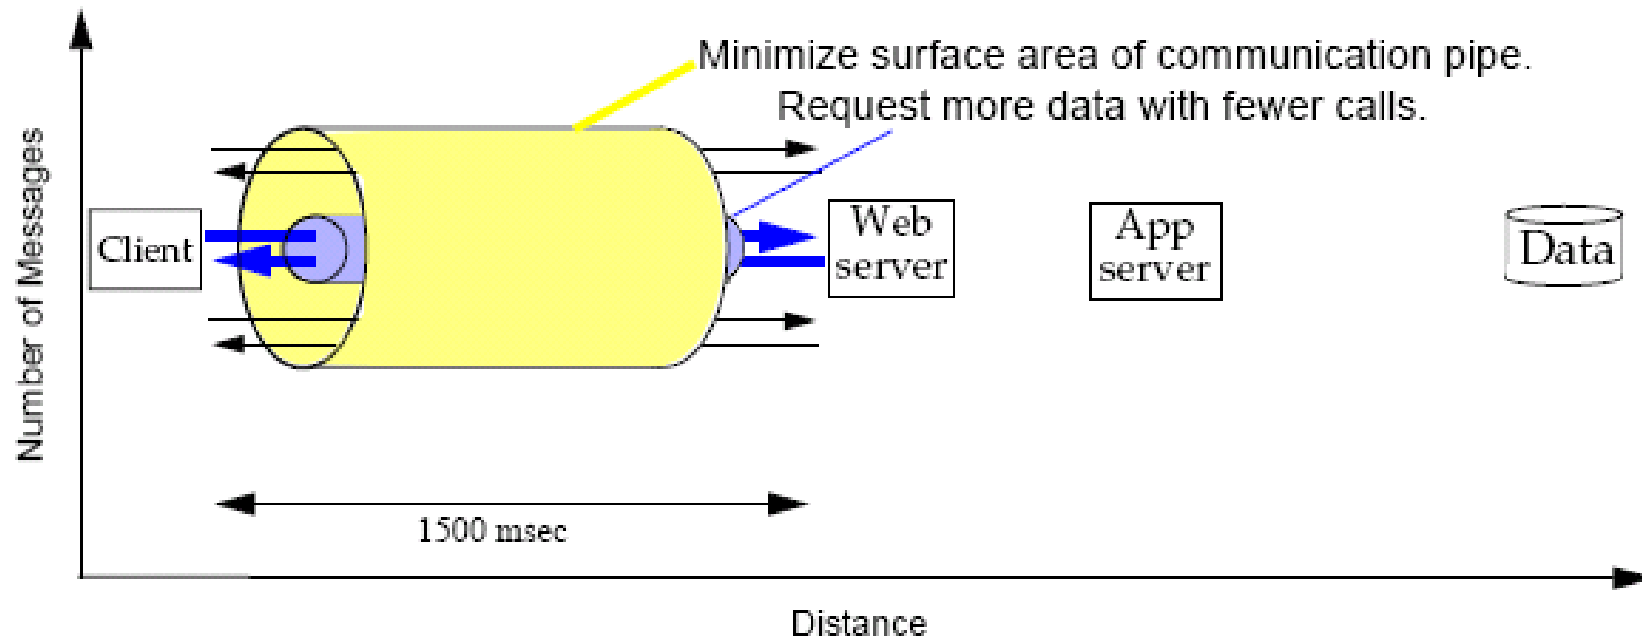 Minimize surface area of communication pipe.
Request more data with fewer calls.
Number of Messages
Client
Web
server
App
server
Data
1500 msec
Distance